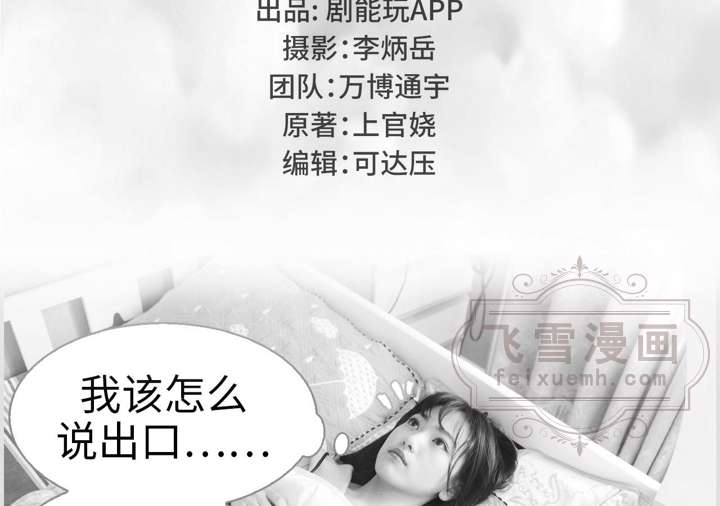 出品: 剧能玩APP
摄影:李炳岳
团队:万博通宇
原著:上官娆
编辑:可达压
飞雪漫画
feixuemh.com
我该怎么
说出口……